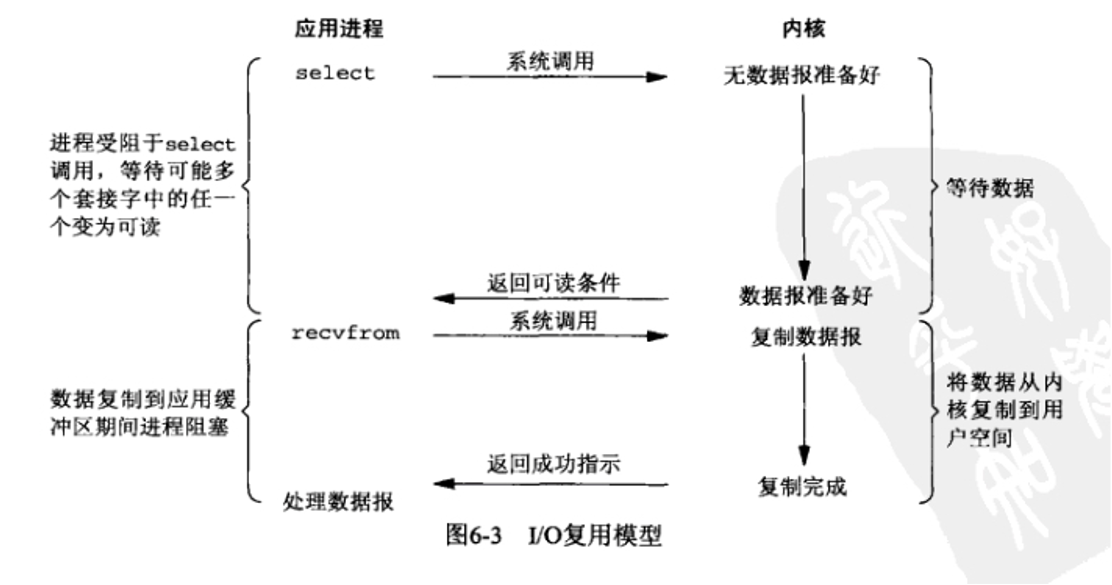 应用进程
内核
select
系统调用
无数据报准备好
进程受阻于select
调用，等待可能多
个套接字中的任一
个变为可读
等待数据
返回可读条件
数据报准备好
recvfrom
系统调用
复制数据报
数据复制到应用缓
冲区期间进程阻塞
将数据从内
核复制到用
户空间
返回成功指示
处理数据报
复制完成
图6-3 I/O复用模型